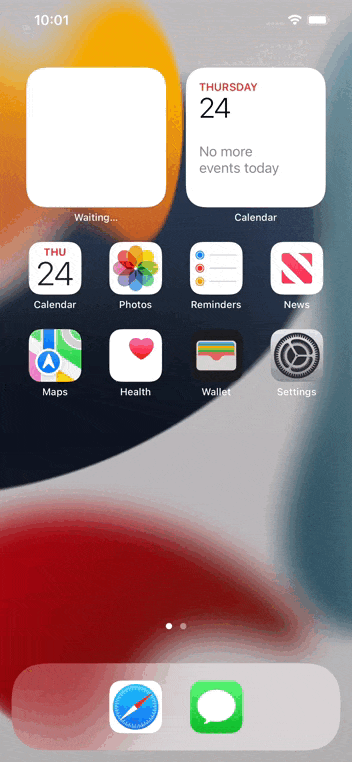 10:01
THURSDAY
24
No more
events today
Waiting...
Calendar
THU
24
Calendar
Photos
Reminders
News
Maps
Health
Wallet
Settings